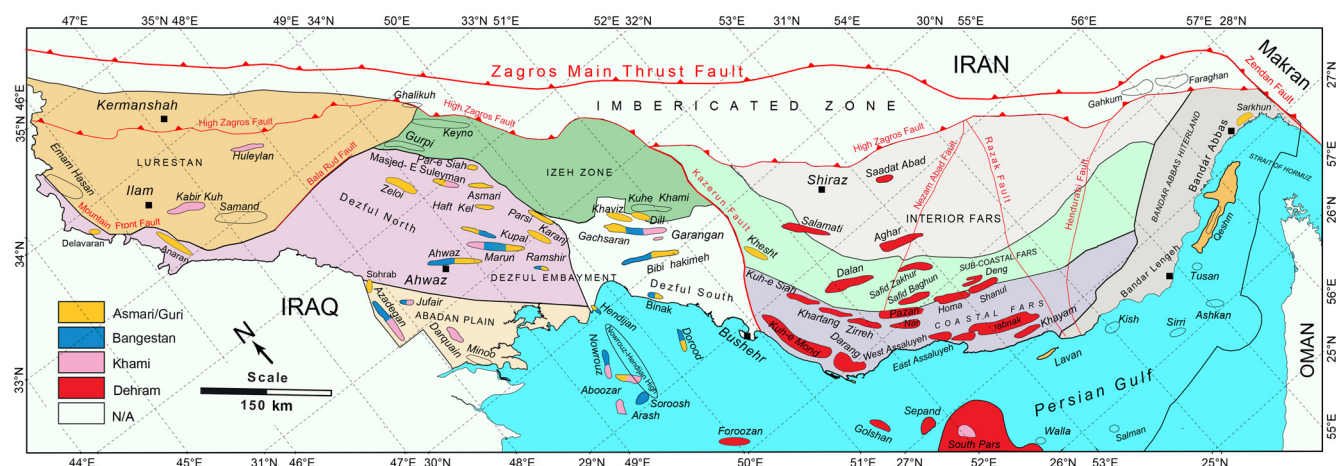 47°E
35°N
48°E
49°E
34°N
50°E
33°N
51°E
52°E
32°N
53°E
31°N
54°E
30°N
55°E
56°E
57°E
28°N
Zagros Main Thrust Fault
IRAN
Makran
Zendan Fault
27°N
IMBERICATED ZONE
Kermanshah
Ghalikuh
High Zagros Fault
Keyno
Gurpi
High Zagros Fault
High Zagros Fault
Gahkum
Faraghan
46°E
35°N
Huleylan
LURESTAN
Emam Hasan
Ilam
Kabir Kuh
Samand
Bala Rud Fault
Mountain Front Fault
Delavaran
Anaran
Par-e Siah
Masjed- E Suleyman
Zeloi
Asmari
Haft Kel
Parsi
Karanj
Kupal
Marun
Ramshir
Ahwaz
Ahwaz
Dezful North
DEZFUL EMBAYMENT
IZEH ZONE
Khaviz
Kuhe Khami
Dill
Gachsaran
Garangan
Bibi hakimeh
Dezful South
Binak
Kazerun Fault
Khesht
Shiraz
Saadat Abad
Salamati
Aghar
INTERIOR FARS
Nezam Abad Fault
Razak Fault
Hendurabi Fault
BANDAR ABBAS HITERLAND
Bandar Abbas
Sarkhun
57°E
STRAIT OF HORMUZ
26°N
Qeshm
Bandar Lengeh
Dalan
Safid Zakhur
Safid Baghun
SUB-COASTAL FARS
Deng
Shanul
Homa
Kuh-e Siah
Khartang
Zirreh
Pazan
Nar
COASTAL FARS
Tabnak
Khayam
Kuhe Mond
Darang
West Assaluyeh
East Assaluyeh
Lavan
Kish
Sirri
Tusan
Ashkan
56°E
25°N
OMAN
34°N
Sohrab
Azadegan
Jufair
IRAQ
ABADAN PLAIN
Darquain
Minoo
Hendijan
Nowrouz
Nowrouz-Hendijan High
Dorood
Bushehr
Aboozar
Soroosh
Arash
Foroozan
Golshan
Sepand
South Pars
Persian Gulf
Walla
Salman
55°E
33°N
Asmari/Guri
Bangestan
Khami
Dehram
N/A
N
Scale
150 km
44°E
45°E
31°N
46°E
47°E
30°N
48°E
29°N
49°E
50°E
51°E
27°N
52°E
26°N
53°E
25°N